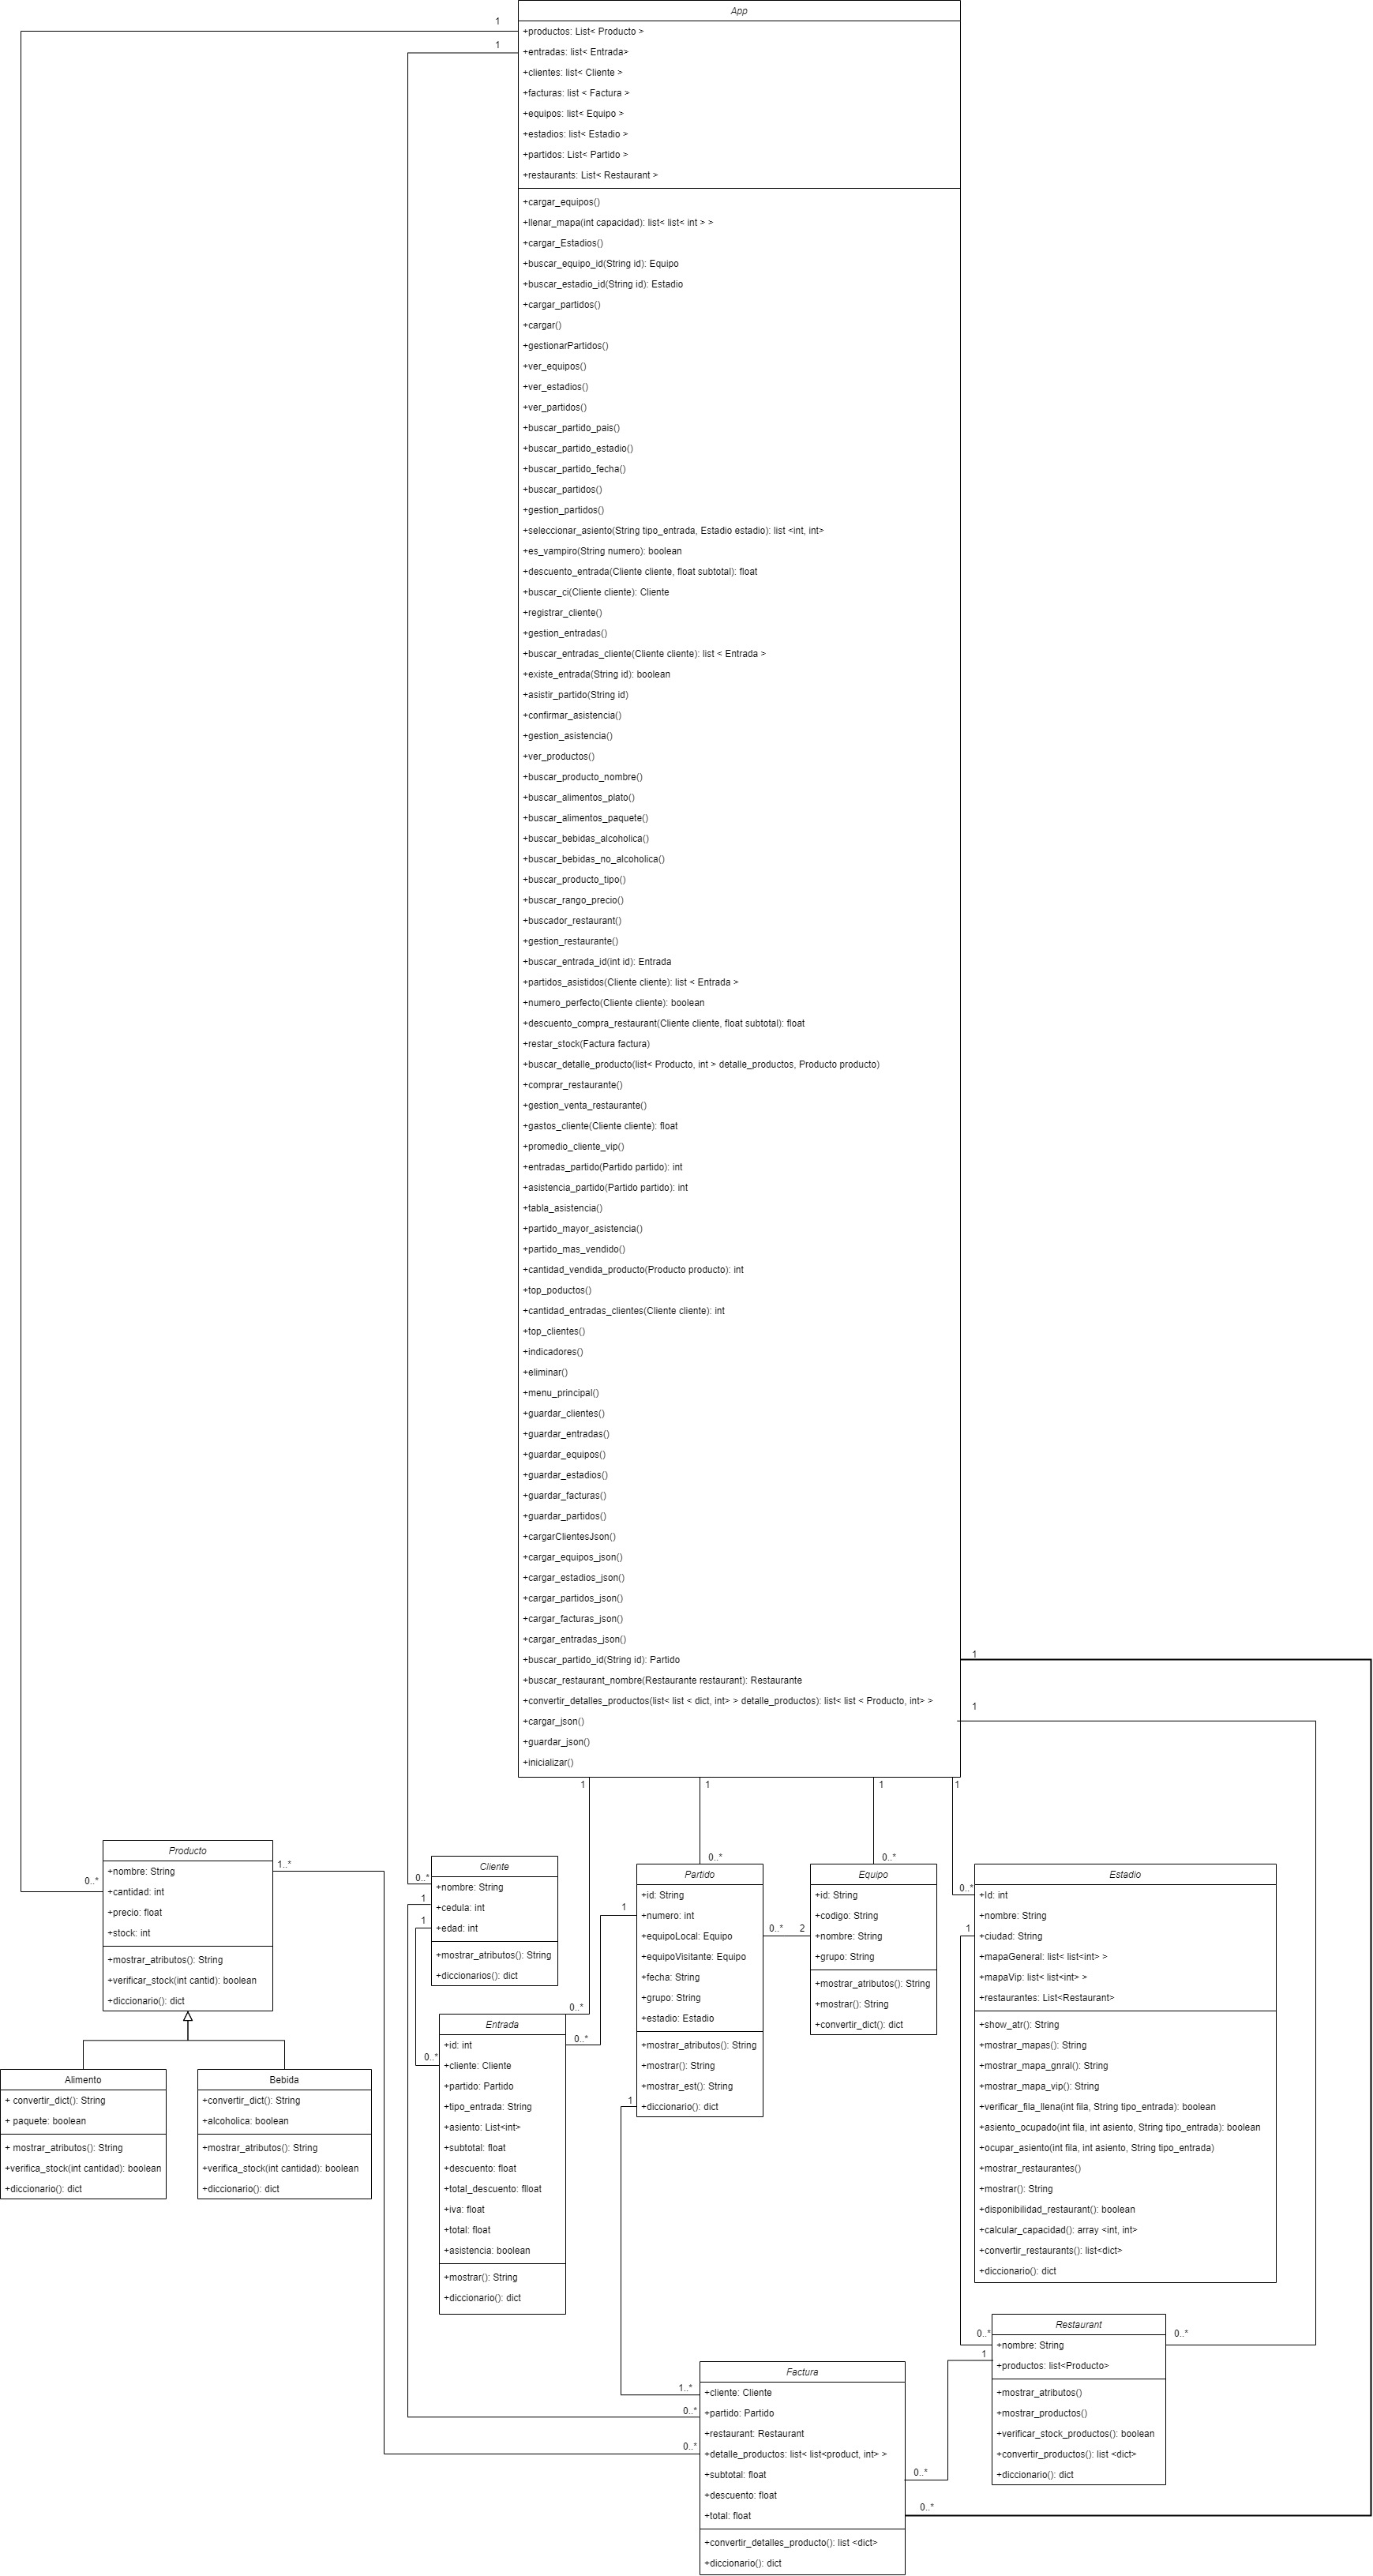 App
1
+productos: List< Producto >
1
+entradas: list< Entrada>
+clientes: list< Cliente >
+facturas: list < Factura >
+equipos: list< Equipo >
+estadios: list< Estadio >
+partidos: List< Partido >
+restaurants: List< Restaurant >
+cargar_equipos()
+llenar_mapa(int capacidad): list< list< int > >
+cargar_Estadios()
+buscar_equipo_id(String id): Equipo
+buscar_estadio_id(String id): Estadio
+cargar_partidos()
+cargar()
+gestionarPartidos()
+ver_equipos()
+ver_estadios()
+ver_partidos()
+buscar_partido_pais()
+buscar_partido_estadio()
+buscar_partido_fecha()
+buscar_partidos()
+gestion_partidos()
+seleccionar_asiento(String tipo_entrada, Estadio estadio): list <int, int>
+es_vampiro(String numero): boolean
+descuento_entrada(Cliente cliente, float subtotal): float
+buscar_ci(Cliente cliente): Cliente
+registrar_cliente()
+gestion_entradas()
+buscar_entradas_cliente(Cliente cliente): list < Entrada >
+existe_entrada(String id): boolean
+asistir_partido(String id)
+confirmar_asistencia()
+gestion_asistencia()
+ver_productos()
+buscar_producto_nombre()
+buscar_alimentos_plato()
+buscar_alimentos_paquete()
+buscar_bebidas_alcoholica()
+buscar_bebidas_no_alcoholica()
+buscar_producto_tipo()
+buscar_rango_precio()
+buscador_restaurant()
+gestion_restaurante()
+buscar_entrada_id(int id): Entrada
+partidos_asistidos(Cliente cliente): list < Entrada >
+numero_perfecto(Cliente cliente): boolean
+descuento_compra_restaurant(Cliente cliente, float subtotal): float
+restar_stock(Factura factura)
+buscar_detalle_producto(list< Producto, int > detalle_productos, Producto producto)
+comprar_restaurante()
+gestion_venta_restaurante()
+gastos_cliente(Cliente cliente): float
+promedio_cliente_vip()
+entradas_partido(Partido partido): int
+asistencia_partido(Partido partido): int
+tabla_asistencia()
+partido_mayor_asistencia()
+partido_mas_vendido()
+cantidad_vendida_producto(Producto producto): int
+top_poductos()
+cantidad_entradas_clientes(Cliente cliente): int
+top_clientes()
+indicadores()
+eliminar()
+menu_principal()
+guardar_clientes()
+guardar_entradas()
+guardar_equipos()
+guardar_estadios()
+guardar_facturas()
+guardar_partidos()
+cargarClientesJson()
+cargar_equipos_json()
+cargar_estadios_json()
+cargar_partidos_json()
+cargar_facturas_json()
+cargar_entradas_json()
+buscar_partido_id(String id): Partido
1
+buscar_restaurant_nombre(Restaurante restaurant): Restaurante
+convertir_detalles_productos(list< list < dict, int> > detalle_productos): list< list < Producto, int> >
1
+cargar_json()
+guardar_json()
+inicializar()
1
1
1
1
Producto
+nombre: String
+cantidad: int
+precio: float
+stock: int
+mostrar_atributos(): String
+verificar_stock(int cantid): boolean
+diccionario(): dict
0..*
1..*
Alimento
+ convertir_dict(): String
+ paquete: boolean
+ mostrar_atributos(): String
+verifica_stock(int cantidad): boolean
+diccionario(): dict
Bebida
+convertir_dict(): String
+alcoholica: boolean
+mostrar_atributos(): String
+verifica_stock(int cantidad): boolean
+diccionario(): dict
Cliente
+nombre: String
+cedula: int
+edad: int
+mostrar_atributos(): String
+diccionarios(): dict
0..*
1
1
Entrada
+id: int
+cliente: Cliente
+partido: Partido
+tipo_entrada: String
+asiento: List<int>
+subtotal: float
+descuento: float
+total_descuento: flloat
+iva: float
+total: float
+asistencia: boolean
+mostrar(): String
+diccionario(): dict
0..*
0..*
0..*
Partido
+id: String
+numero: int
+equipoLocal: Equipo
+equipoVisitante: Equipo
+fecha: String
+grupo: String
+estadio: Estadio
+mostrar_atributos(): String
+mostrar(): String
+mostrar_est(): String
+diccionario(): dict
0..*
1
0..*
2
1
Equipo
+id: String
+codigo: String
+nombre: String
+grupo: String
+mostrar_atributos(): String
+mostrar(): String
+convertir_dict(): dict
0..*
Estadio
+Id: int
+nombre: String
+ciudad: String
+mapaGeneral: list< list<int> >
+mapaVip: list< list<int> >
+restaurantes: List<Restaurant>
+show_atr(): String
+mostrar_mapas(): String
+mostrar_mapa_gnral(): String
+mostrar_mapa_vip(): String
+verificar_fila_llena(int fila, String tipo_entrada): boolean
+asiento_ocupado(int fila, int asiento, String tipo_entrada): boolean
+ocupar_asiento(int fila, int asiento, String tipo_entrada)
+mostrar_restaurantes()
+mostrar(): String
+disponibilidad_restaurant(): boolean
+calcular_capacidad(): array <int, int>
+convertir_restaurants(): list<dict>
+diccionario(): dict
0..*
1
Restaurant
+nombre: String
+productos: list<Producto>
+mostrar_atributos()
+mostrar_productos()
+verificar_stock_productos(): boolean
+convertir_productos(): list <dict>
+diccionario(): dict
0..*
0..*
1
Factura
+cliente: Cliente
+partido: Partido
+restaurant: Restaurant
+detalle_productos: list< list<product, int> >
+subtotal: float
+descuento: float
+total: float
+convertir_detalles_producto(): list <dict>
+diccionario(): dict
1..*
0..*
0..*
0..*
0..*